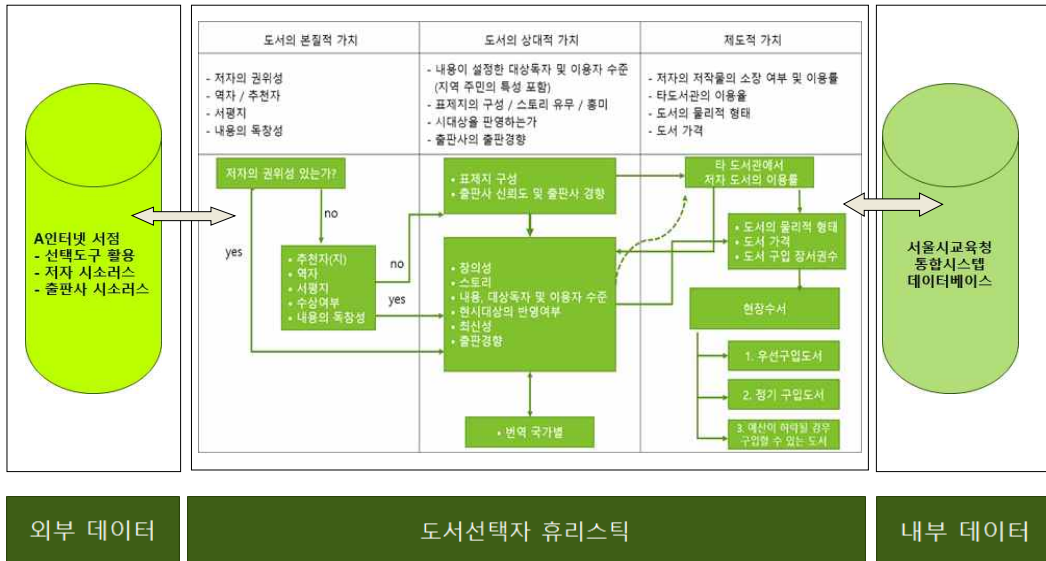 도서의 본질적 가치
도서의 상대적 가치
제도적 가치
- 저자의 권위성
- 역자 / 추천자
- 서평지
- 내용의 독창성
- 내용이 설정한 대상독자 및 이용자 수준
(지역 주민의 특성 포함)
- 표제지의 구성 / 스토리 유무 / 흥미
- 시대상을 판영하는가
- 출판사의 출판경향
- 저자의 저작물의 소장 여부 및 이용률
- 타도서관의 이용율
- 도서의 물리적 형태
- 도서 가격
저자의 권위성 있는가?
no
yes
• 추천자(지)
• 역자
• 서평지
• 수상여부
• 내용의 독창성
no
yes
• 표제지 구성
• 출판사 신뢰도 및 출판사 경향
• 창의성
• 스토리
• 내용, 대상독자 및 이용자 수준
• 현시대상의 반영여부
• 최신성
• 출판경향
• 번역 국가별
타 도서관에서
저자 도서의 이용률
• 도서의 물리적 형태
• 도서 가격
• 도서 구입 장서권수
현장수서
1. 우선구입도서
2. 정기 구입도서
3. 예산이 허락될 경우
구입할 수 있는 도서
A인터넷 서점
- 선택도구 활용
- 저자 시소러스
- 출판사 시소러스
서울시교육청
통합시스템
데이터베이스
외부 데이터
도서선택자 휴리스틱
내부 데이터